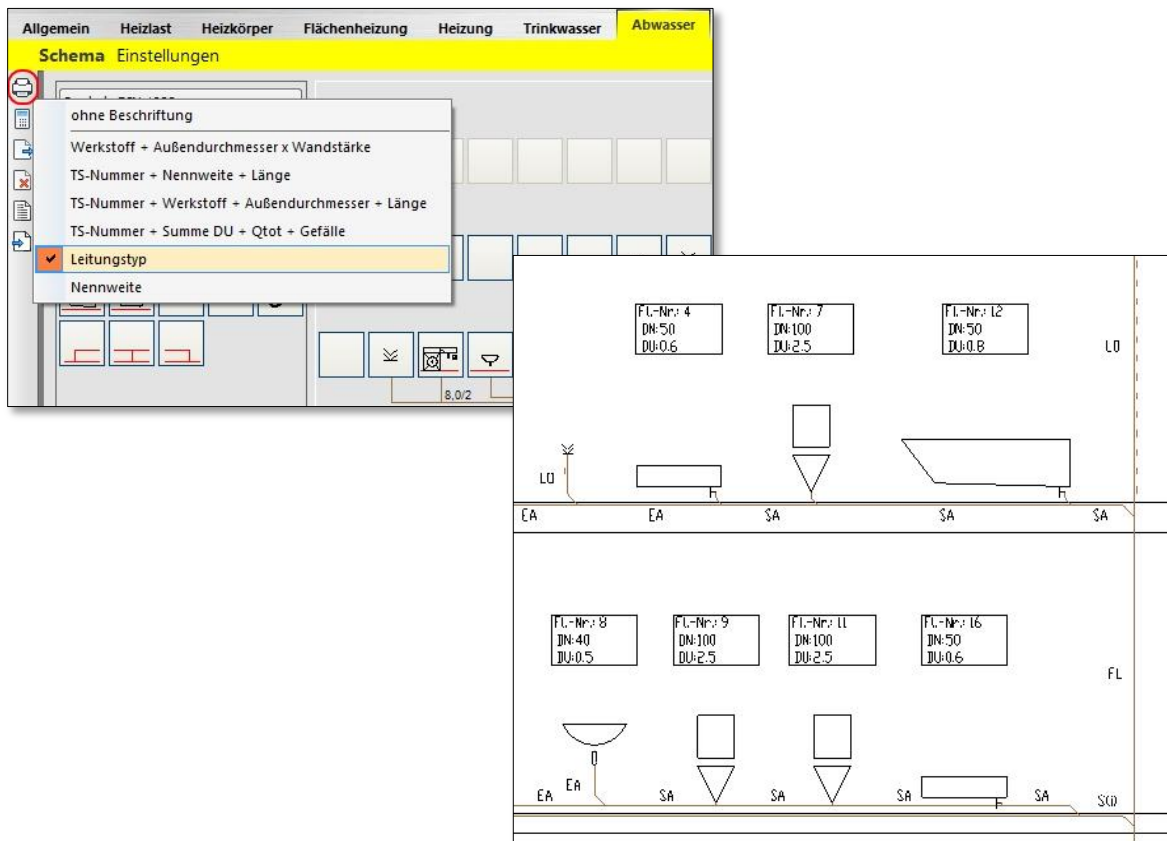 Allgemein Heizlast Heizkörper Flächenheizung Heizung Trinkwasser Abwasser
Schema Einstellungen
ohne Beschriftung
Werkstoff + Außendurchmesser x Wandstärke
TS-Nummer + Nennweite + Länge
TS-Nummer + Werkstoff + Außendurchmesser + Länge
TS-Nummer + Summe DU + Qtot + Gefälle
Leitungstyp
Nennweite
8,0/2
Fl.-Nr.: 4
DN:50
DU:0.6
Fl.-Nr.: 7
DN:100
DU:2.5
Fl.-Nr.: 12
DN:50
DU:0.8
LÜ
LÜ
EA EA SA SA SA
Fl.-Nr.: 8
DN:40
DU:0.5
Fl.-Nr.: 9
DN:100
DU:2.5
Fl.-Nr.: 11
DN:100
DU:2.5
Fl.-Nr.: 16
DN:50
DU:0.6
FL
EA EA SA SA SA SA S(i)